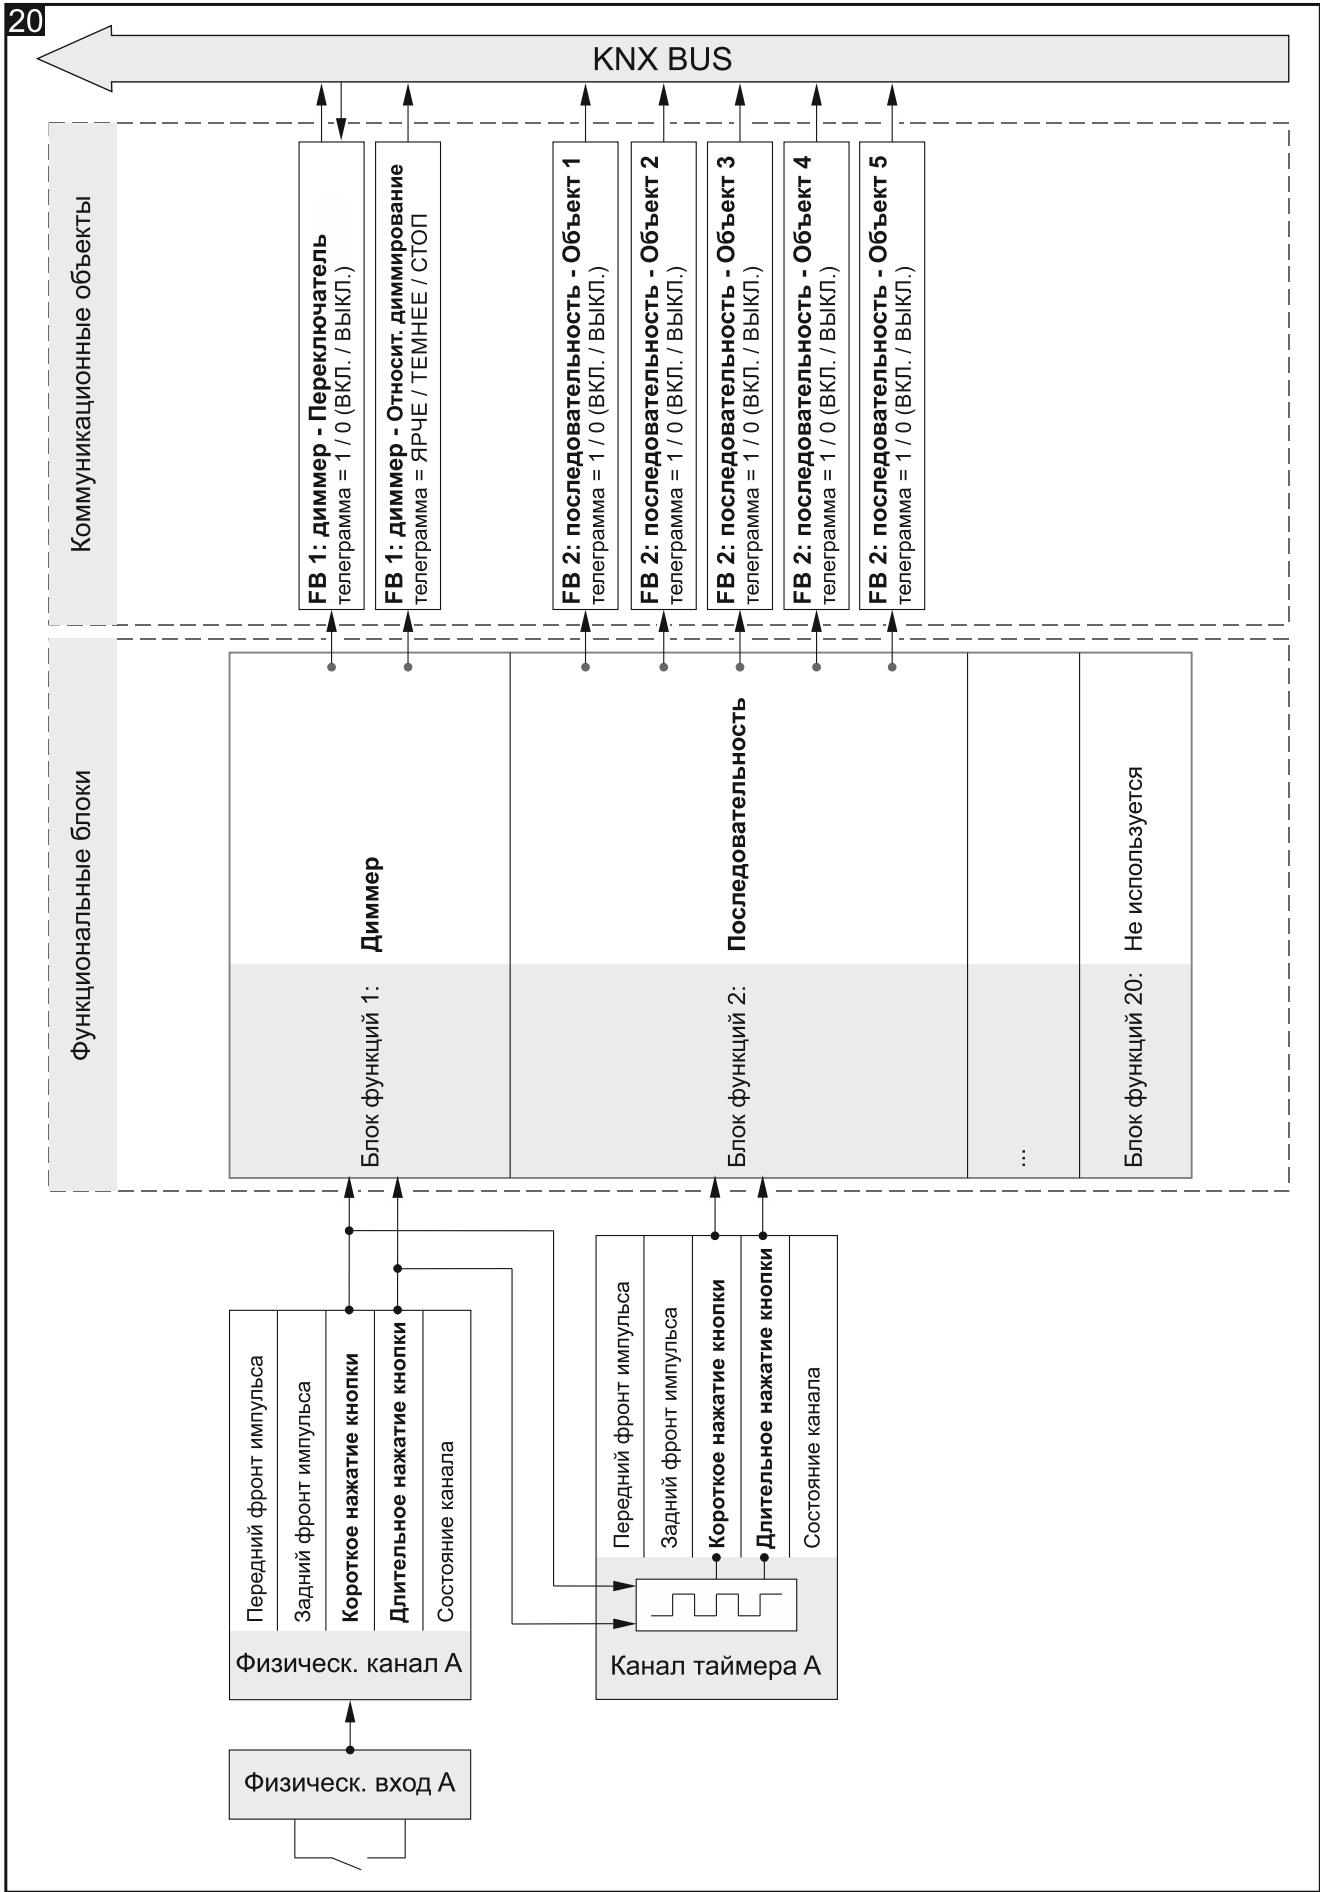 20
KNX BUS
Коммуникационные объекты
FB 1: диммер - Переключатель
телеграмма = 1 / 0 (ВКЛ. / ВЫКЛ.)
FB 1: диммер - Относит. диммирование
телеграмма = ЯРЧЕ / ТЕМНЕЕ / СТОП
FB 2: последовательность - Объект 1
телеграмма = 1 / 0 (ВКЛ. / ВЫКЛ.)
FB 2: последовательность - Объект 2
телеграмма = 1 / 0 (ВКЛ. / ВЫКЛ.)
FB 2: последовательность - Объект 3
телеграмма = 1 / 0 (ВКЛ. / ВЫКЛ.)
FB 2: последовательность - Объект 4
телеграмма = 1 / 0 (ВКЛ. / ВЫКЛ.)
FB 2: последовательность - Объект 5
телеграмма = 1 / 0 (ВКЛ. / ВЫКЛ.)
Функциональные блоки
Блок функций 1: Диммер
Блок функций 2: Последовательность
...
Блок функций 20: Не используется
Передний фронт импульса
Задний фронт импульса
Короткое нажатие кнопки
Длительное нажатие кнопки
Состояние канала
Физическ. канал A
Передний фронт импульса
Задний фронт импульса
Короткое нажатие кнопки
Длительное нажатие кнопки
Состояние канала
Канал таймера A
Физическ. вход A